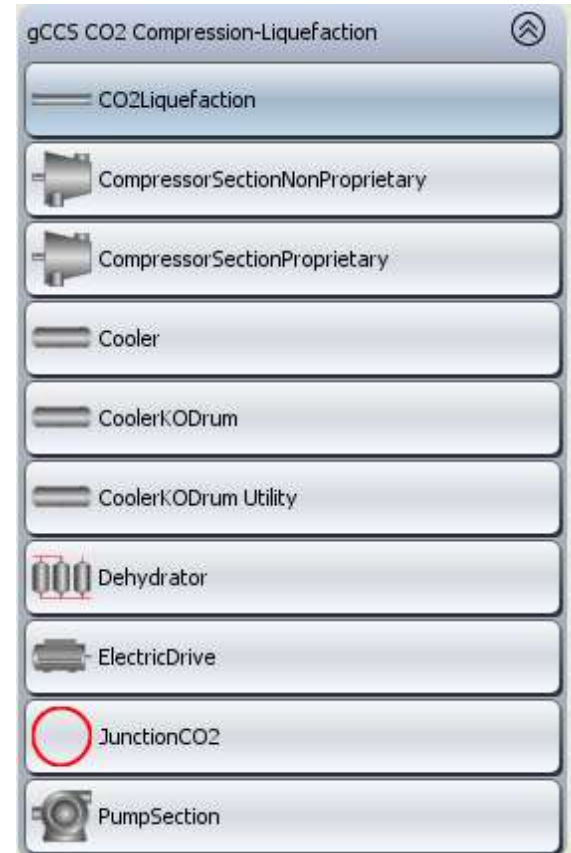 gCCS CO2 Compression-Liquefaction
CO2Liquefaction
CompressorSectionNonProprietary
CompressorSectionProprietary
Cooler
CoolerKODrum
CoolerKODrum Utility
Dehydrator
ElectricDrive
JunctionCO2
PumpSection